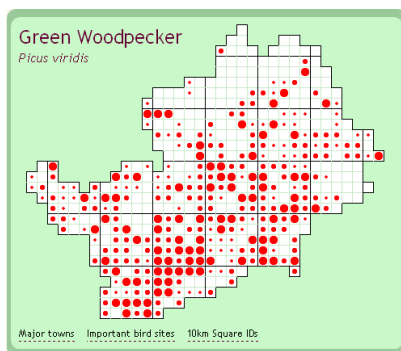 Green Woodpecker
Picus viridis
Major towns Important bird sites 10km Square IDs